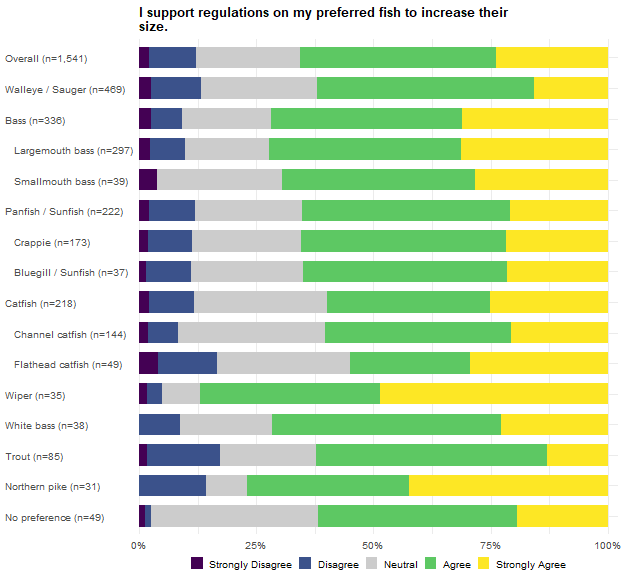 I support regulations on my preferred fish to increase their
size.
Overall (n=1,541)
Walleye / Sauger (n=469)
Bass (n=336)
Largemouth bass (n=297)
Smallmouth bass (n=39)
Panfish / Sunfish (n=222)
Crappie (n=173)
Bluegill / Sunfish (n=37)
Catfish (n=218)
Channel catfish (n=144)
Flathead catfish (n=49)
Wiper (n=35)
White bass (n=38)
Trout (n=85)
Northern pike (n=31)
No preference (n=49)
0% 25% 50% 75% 100%
Strongly Disagree Disagree Neutral Agree Strongly Agree